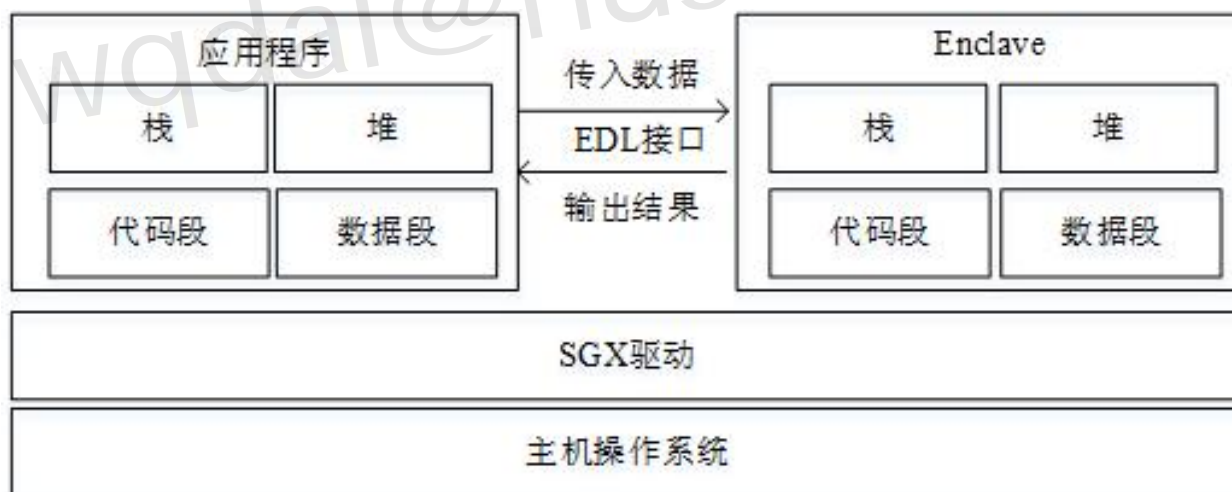 应用程序
栈
堆
代码段
数据段
传入数据
EDL接口
输出结果
Enclave
栈
堆
代码段
数据段
SGX驱动
主机操作系统